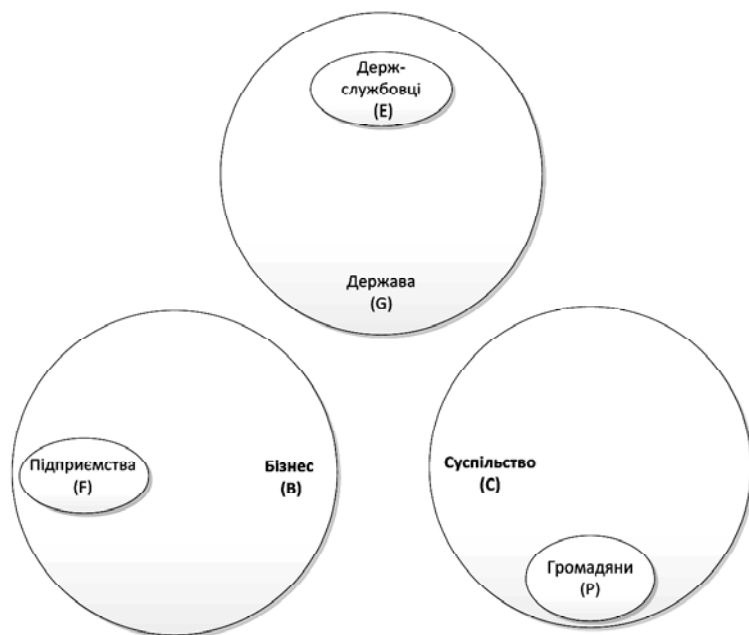 Держ-
службовці
(E)
Держава
(G)
Підприємства
(F)
Бізнес
(B)
Суспільство
(C)
Громадяни
(P)